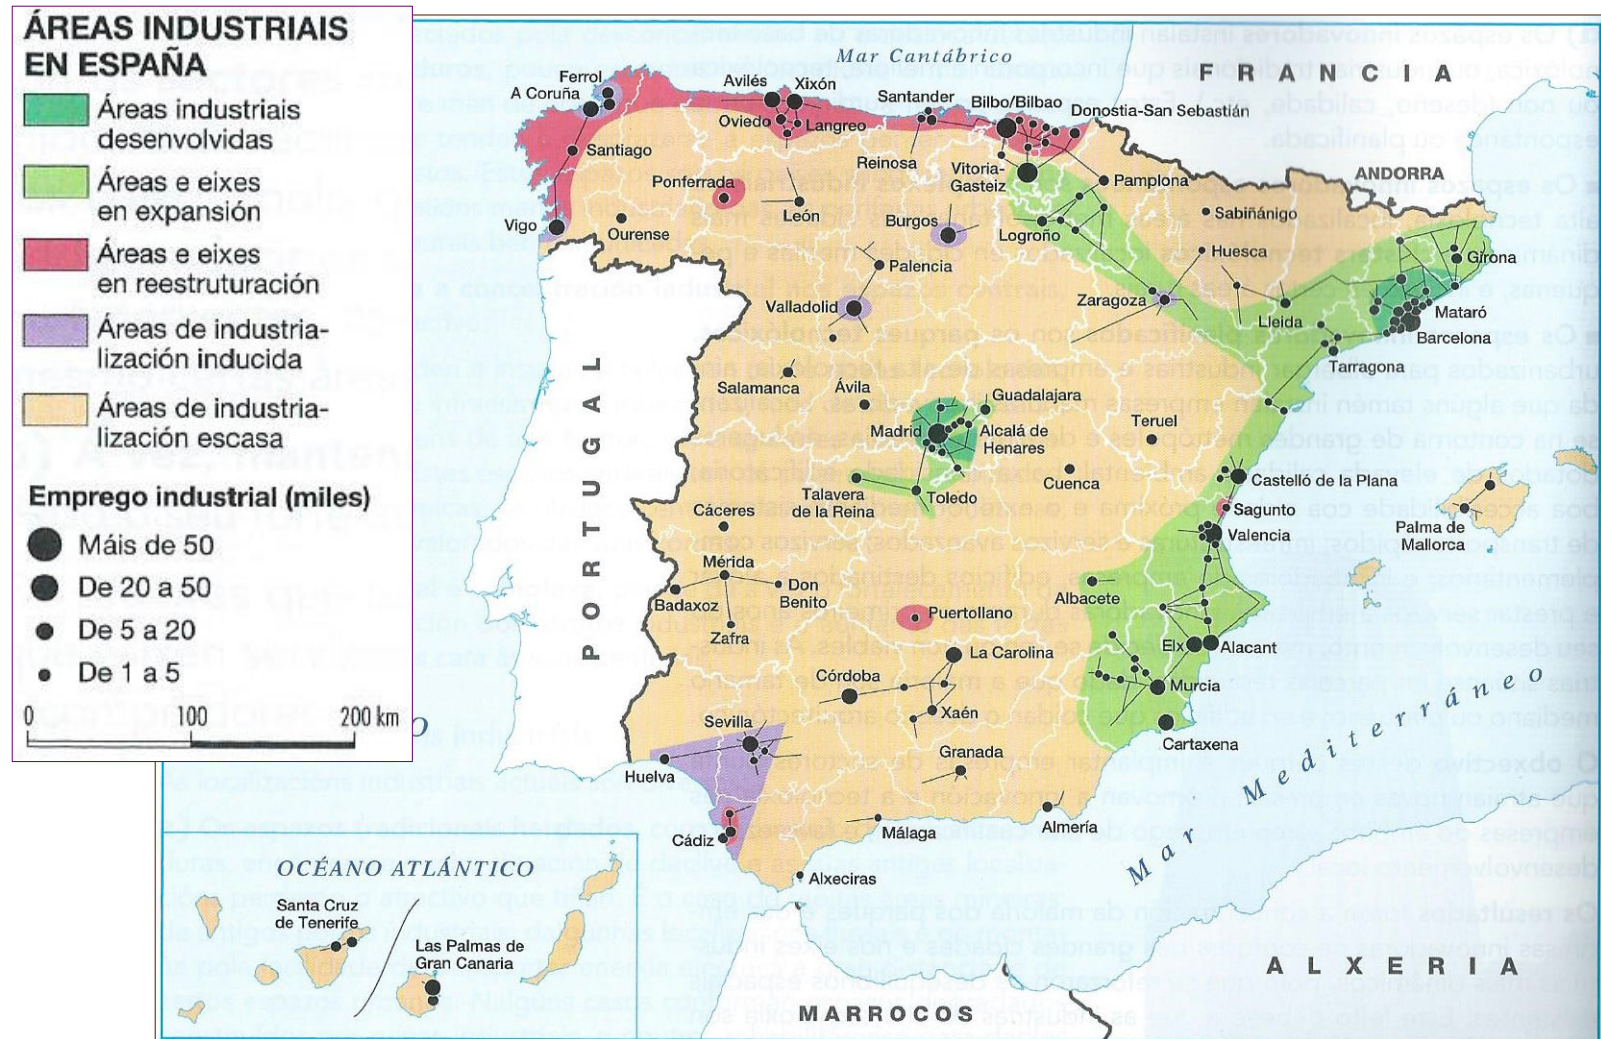 ÁREAS INDUSTRIAIS
EN ESPAÑA
Áreas industriais
desenvolvidas
Áreas e eixes
en expansión
Áreas e eixes
en reestruturación
Áreas de industria-
lización inducida
Áreas de industria-
lización escasa
Emprego industrial (miles)
Máis de 50
De 20 a 50
De 5 a 20
De 1 a 5
0 100 200 km
Mar Cantábrico
FRANCIA
ANDORRA
PORTUGAL
Ferrol
A Coruña
Santiago
Vigo
Ourense
Avilés
Xixón
Oviedo
Langreo
Santander
Reinosa
Bilbo/Bilbao
Donostia-San Sebastián
Vitoria-
Gasteiz
Pamplona
Ponferrada
León
Burgos
Logroño
Sabiñánigo
Huesca
Girona
Palencia
Valladolid
Zaragoza
Lleida
Mataró
Barcelona
Tarragona
Salamanca
Ávila
Guadalajara
Madrid
Alcalá de
Henares
Teruel
Cuenca
Talavera
de la Reina
Toledo
Castelló de la Plana
Sagunto
Valencia
Palma de
Mallorca
Cáceres
Mérida
Don
Benito
Badaxoz
Zafra
Puertollano
Albacete
Elx
Alacant
Murcia
Cartaxena
La Carolina
Córdoba
Xaén
Sevilla
Huelva
Granada
Cádiz
Málaga
Almería
Alxeciras
Mar Mediterráneo
ALXERIA
MARROCOS
OCÉANO ATLÁNTICO
Santa Cruz
de Tenerife
Las Palmas de
Gran Canaria